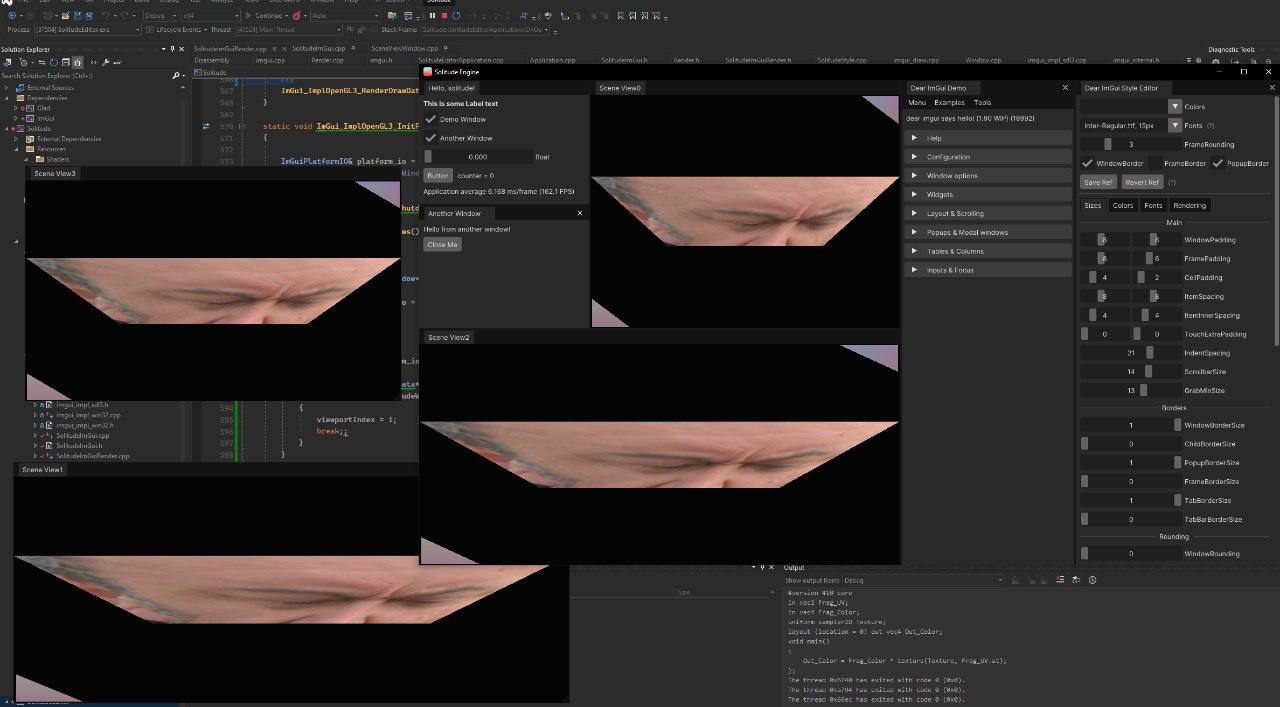 Debug
x64
Continue
Auto
Process: [37504] SolitudeEditor.exe
Lifecycle Events
Thread: [45524] Main Thread
Stack Frame:
Solution Explorer
SolitudeImGuiRender.cpp
SolitudeImGui.cpp
SceneViewWindow.cpp
Diagnostic Tools
Disassembly
imgui.cpp
Render.cpp
imgui.h
SolitudeEditorApplication.cpp
Application.cpp
SolitudeImGui.h
Render.h
SolitudeImGuiRender.h
SolitudeStyle.cpp
imgui_draw.cpp
Window.cpp
imgui_impl_sdl3.cpp
imgui_internal.h
Search Solution Explorer (Ctrl+;)
Solitude
External Sources
Dependencies
Glad
ImGui
Solitude
External Dependencies
Resources
Shaders
567
ImGui_ImplOpenGL3_RenderDrawDat
568
}
569
570
static void ImGui_ImplOpenGL3_InitP
571
{
572
573
ImGuiPlatformIO& platform_io =
Solitude Engine
Hello, solitude!
This is some Label text
Demo Window
Another Window
0.000
float
Button
counter = 0
Application average 6.168 ms/frame (162.1 FPS)
Another Window
Hello from another window!
Close Me
Scene View0
Dear ImGui Demo
Menu
Examples
Tools
dear imgui says hello! (1.90 WIP) (18992)
Help
Configuration
Window options
Widgets
Layout & Scrolling
Popups & Modal windows
Tables & Columns
Inputs & Focus
Dear ImGui Style Editor
Colors
Inter-Regular.ttf, 15px
Fonts
(?)
3
FrameRounding
WindowBorder
FrameBorder
PopupBorder
Save Ref
Revert Ref
(?)
Sizes
Colors
Fonts
Rendering
Main
8
8
WindowPadding
8
6
FramePadding
4
2
CellPadding
8
8
ItemSpacing
4
4
ItemInnerSpacing
0
0
TouchExtraPadding
21
IndentSpacing
14
ScrollbarSize
13
GrabMinSize
Borders
1
WindowBorderSize
0
ChildBorderSize
1
PopupBorderSize
0
FrameBorderSize
1
TabBorderSize
0
TabBarBorderSize
Rounding
0
WindowRounding
Scene View3
Scene View2
imgui_impl_sdl3.h
imgui_impl_win32.cpp
imgui_impl_win32.h
SolitudeImGui.cpp
SolitudeImGui.h
SolitudeImGuiRender.cpp
594
{
595
viewportIndex = i;
596
break;;
597
}
598
}
Scene View1
Type
Output
Show output from:
Debug
#version 410 core
in vec2 Frag_UV;
in vec4 Frag_Color;
uniform sampler2D Texture;
layout (location = 0) out vec4 Out_Color;
void main()
{
Out_Color = Frag_Color * texture(Texture, Frag_UV.st);
};
The thread 0x6740 has exited with code 0 (0x0).
The thread 0xa794 has exited with code 0 (0x0).
The thread 0x66ec has exited with code 0 (0x0).